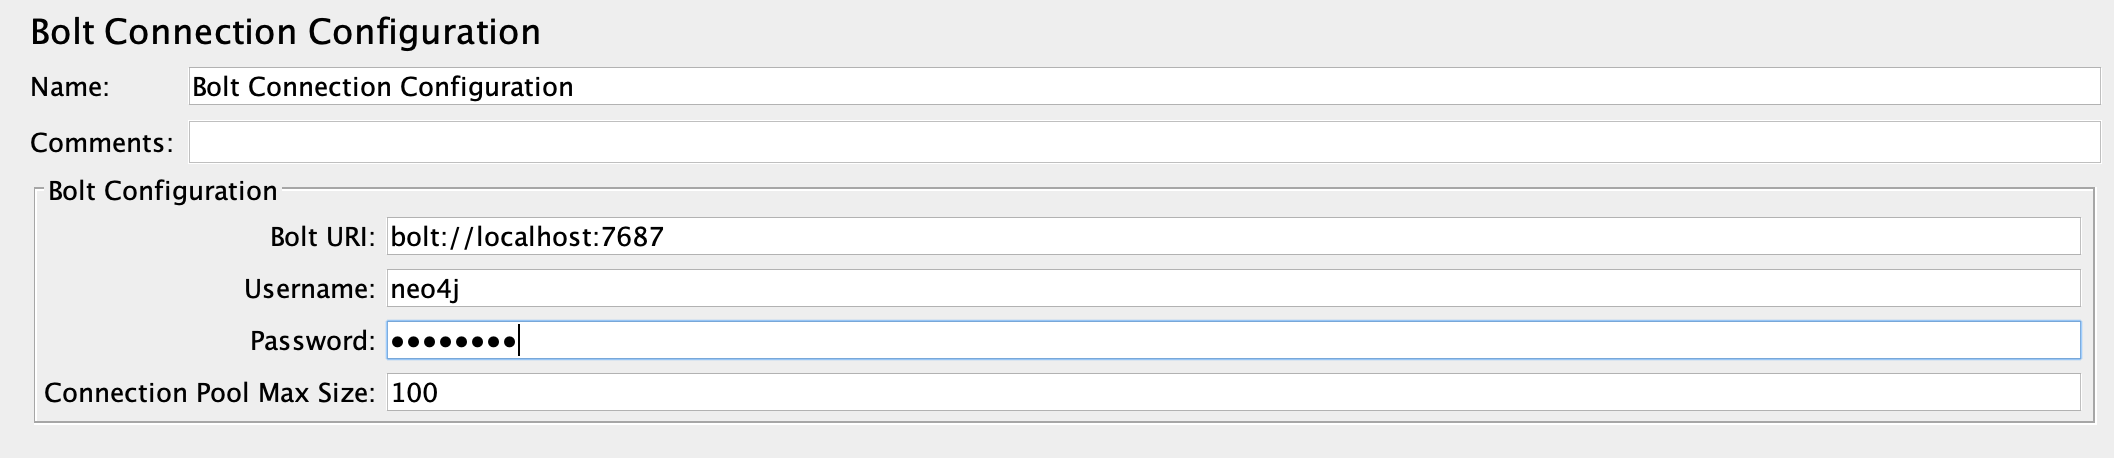 Bolt Connection Configuration
Name: Bolt Connection Configuration
Comments:
Bolt Configuration
Bolt URI: bolt://localhost:7687
Username: neo4j
Password: ●●●●●●●●
Connection Pool Max Size: 100